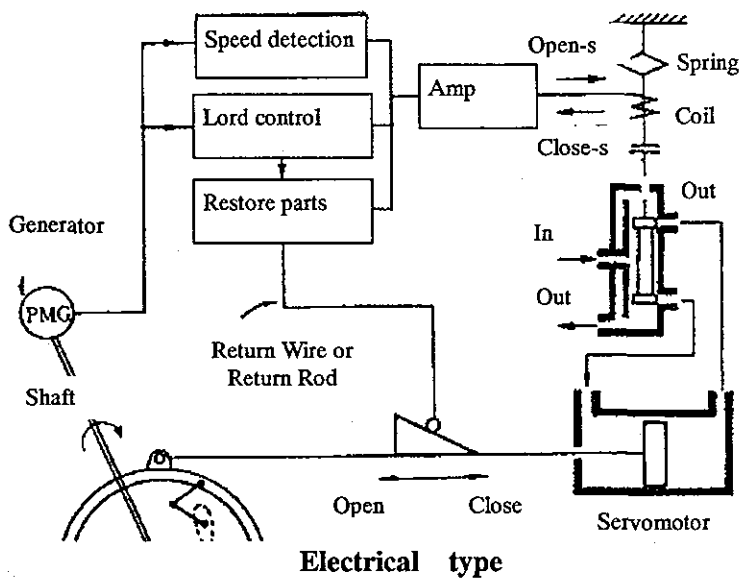 Speed detection
Open-s
Spring
Amp
Lord control
Coil
Close-s
Restore parts
Out
Generator
In
PMG
Out
Return Wire or
Return Rod
Shaft
Open
Close
Servomotor
Electrical type